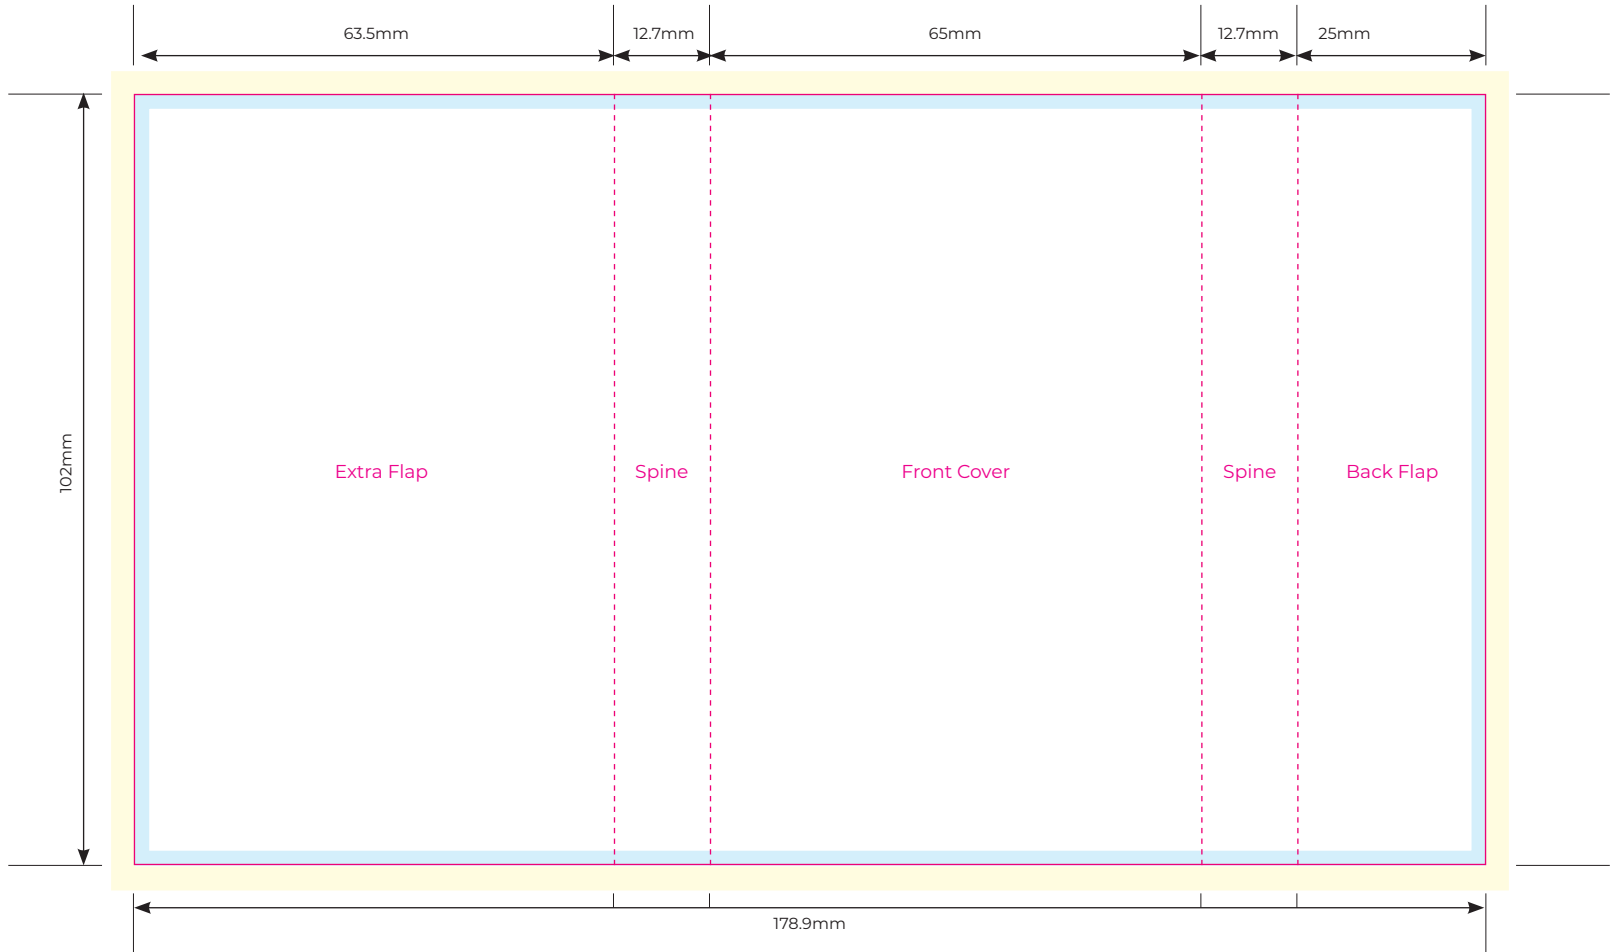 63.5mm
12.7mm
65mm
12.7mm
25mm
102mm
Extra Flap
Spine
Front Cover
Spine
Back Flap
178.9mm